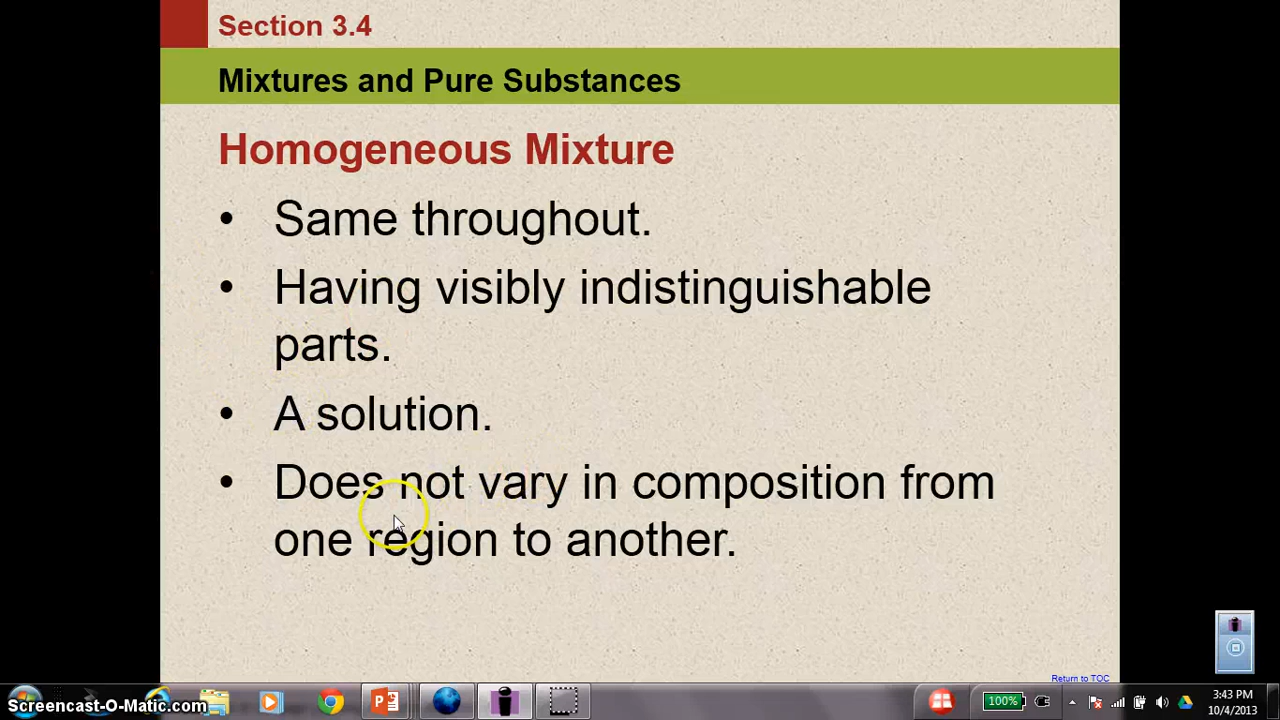 Section 3.4
Mixtures and Pure Substances
Homogeneous Mixture
• Same throughout.
• Having visibly indistinguishable
parts.
• A solution.
• Does not vary in composition from
one region to another.
Return to TOC
Screencast-O-Matic.com
100%
3:43 PM
10/4/2013